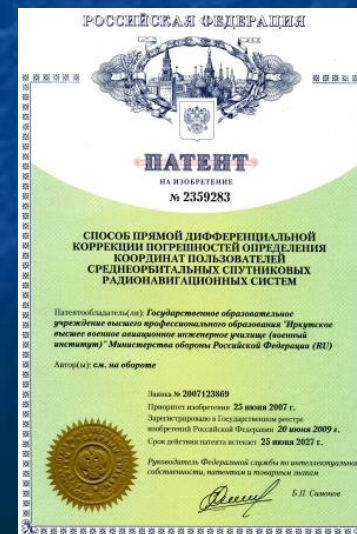 РОССИЙСКАЯ ФЕДЕРАЦИЯ
ПАТЕНТ
НА ИЗОБРЕТЕНИЕ
№ 2359283
СПОСОБ ПРЯМОЙ ДИФФЕРЕНЦИАЛЬНОЙ
КОРРЕКЦИИ ПОГРЕШНОСТЕЙ ОПРЕДЕЛЕНИЯ
КООРДИНАТ ПОЛЬЗОВАТЕЛЕЙ
СРЕДНЕОРБИТАЛЬНЫХ СПУТНИКОВЫХ
РАДИОНАВИГАЦИОННЫХ СИСТЕМ
Патентообладатель(ли): Государственное образовательное
учреждение высшего профессионального образования "Иркутское
высшее военное авиационное инженерное училище (военный
институт)" Министерства обороны Российской Федерации (RU)
Автор(ы): см. на обороте
Заявка № 2007123869
Приоритет изобретения 25 июня 2007 г.
Зарегистрировано в Государственном реестре
изобретений Российской Федерации 20 июня 2009 г.
Срок действия патента истекает 25 июня 2027 г.
Руководитель Федеральной службы по интеллектуальной
собственности, патентам и товарным знакам
Б.П. Симонов